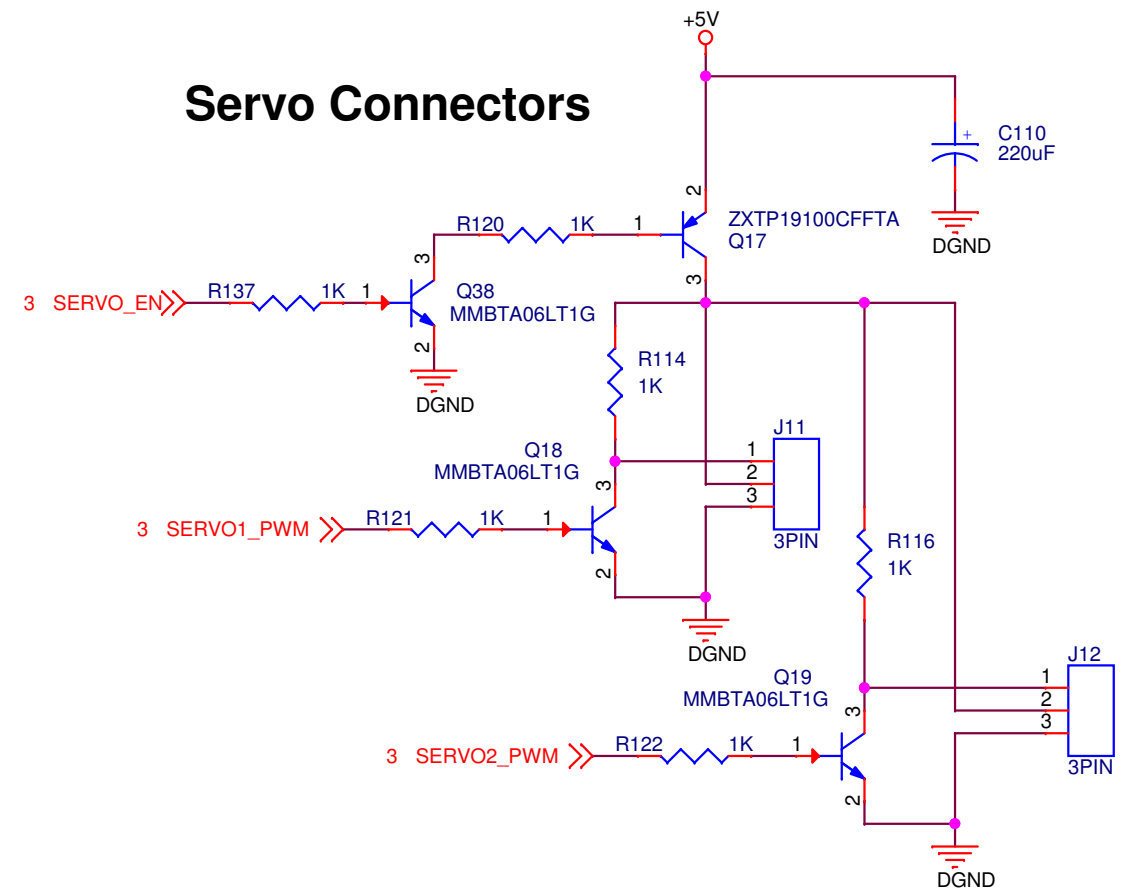 +5V
Servo Connectors
+
C110
220uF
2
ZXTP19100CFFTA
Q17
R120
1K
1
3
DGND
3
3 SERVO_EN
R137
1K
1
Q38
MMBTA06LT1G
2
DGND
R114
1K
J11
Q18
MMBTA06LT1G
3
1
2
3
3PIN
3 SERVO1_PWM
R121
1K
1
2
R116
1K
DGND
J12
Q19
MMBTA06LT1G
3
1
2
3
3PIN
3 SERVO2_PWM
R122
1K
1
2
DGND